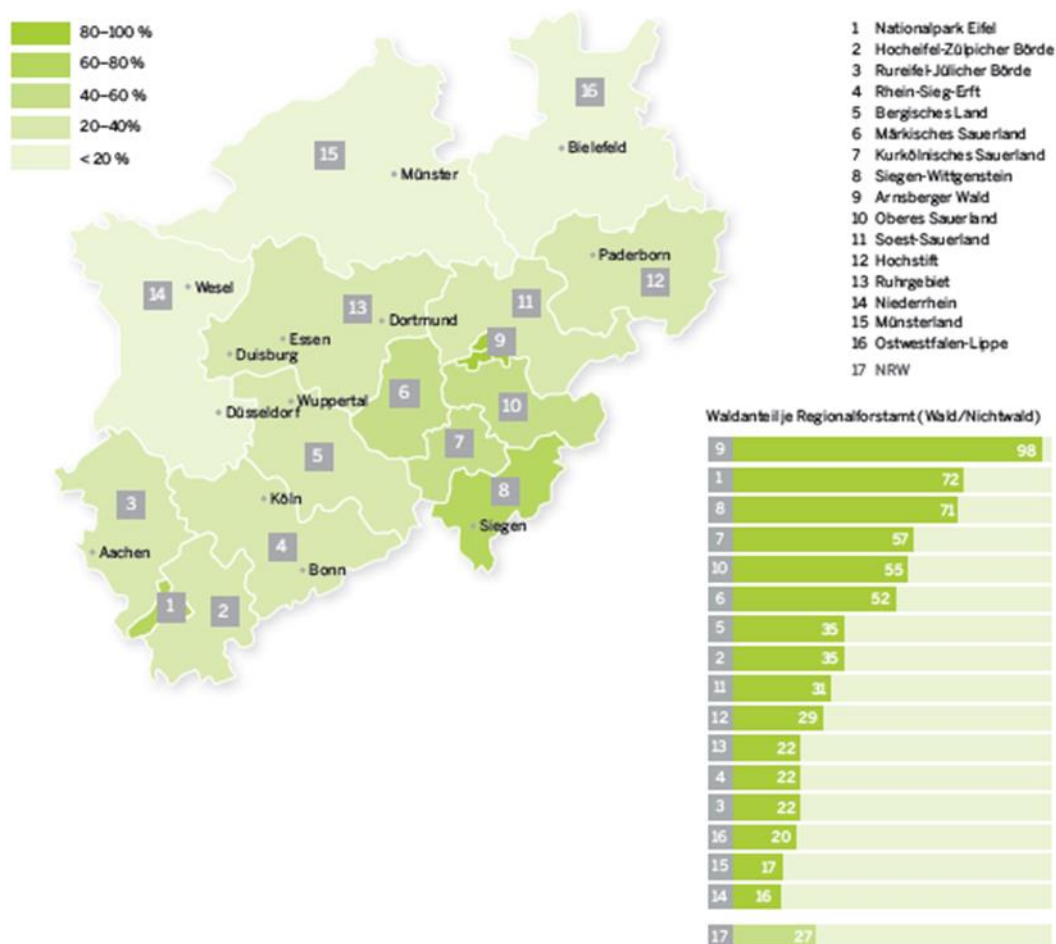 80–100 %
60–80 %
40–60 %
20–40%
< 20 %
1 Nationalpark Eifel
2 Hocheifel-Zülpicher Börde
3 Rureifel-Jülicher Börde
4 Rhein-Sieg-Erft
5 Bergisches Land
6 Märkisches Sauerland
7 Kurkölnisches Sauerland
8 Siegen-Wittgenstein
9 Arnsberger Wald
10 Oberes Sauerland
11 Soest-Sauerland
12 Hochstift
13 Ruhrgebiet
14 Niederrhein
15 Münsterland
16 Ostwestfalen-Lippe
17 NRW
16
Bielefeld
15
Münster
Paderborn
12
14
Wesel
13
11
Dortmund
Essen
9
Duisburg
6
Wuppertal
10
Düsseldorf
7
5
8
3
Köln
Siegen
4
Aachen
Bonn
1
2
Waldanteil je Regionalforstamt (Wald/Nichtwald)
9 98
1 72
8 71
7 57
10 55
6 52
5 35
2 35
11 31
12 29
13 22
4 22
3 22
16 20
15 17
14 16
17 27